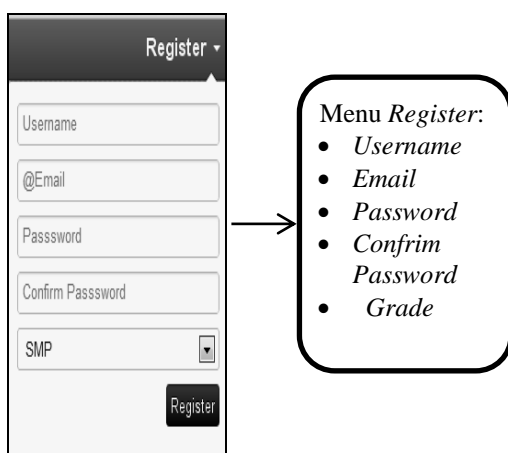 Register
Username
@Email
Passsword
Confirm Passsword
SMP
Register
Menu Register:
• Username
• Email
• Password
• Confrim
Password
• Grade